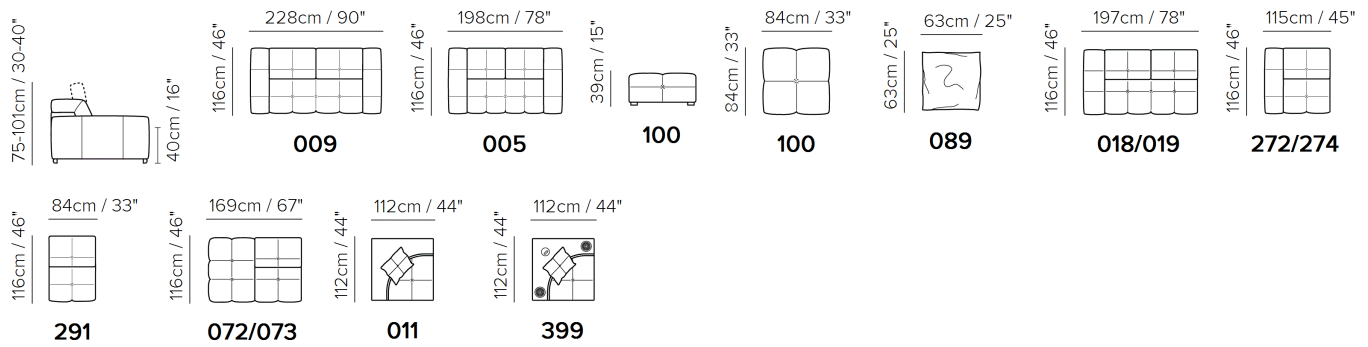 75-101cm / 30-40"
40cm / 16"
228cm / 90"
116cm / 46"
009
198cm / 78"
116cm / 46"
005
39cm / 15"
100
84cm / 33"
84cm / 33"
100
63cm / 25"
63cm / 25"
089
197cm / 78"
116cm / 46"
018/019
115cm / 45"
116cm / 46"
272/274
84cm / 33"
116cm / 46"
291
169cm / 67"
116cm / 46"
072/073
112cm / 44"
112cm / 44"
011
112cm / 44"
112cm / 44"
399